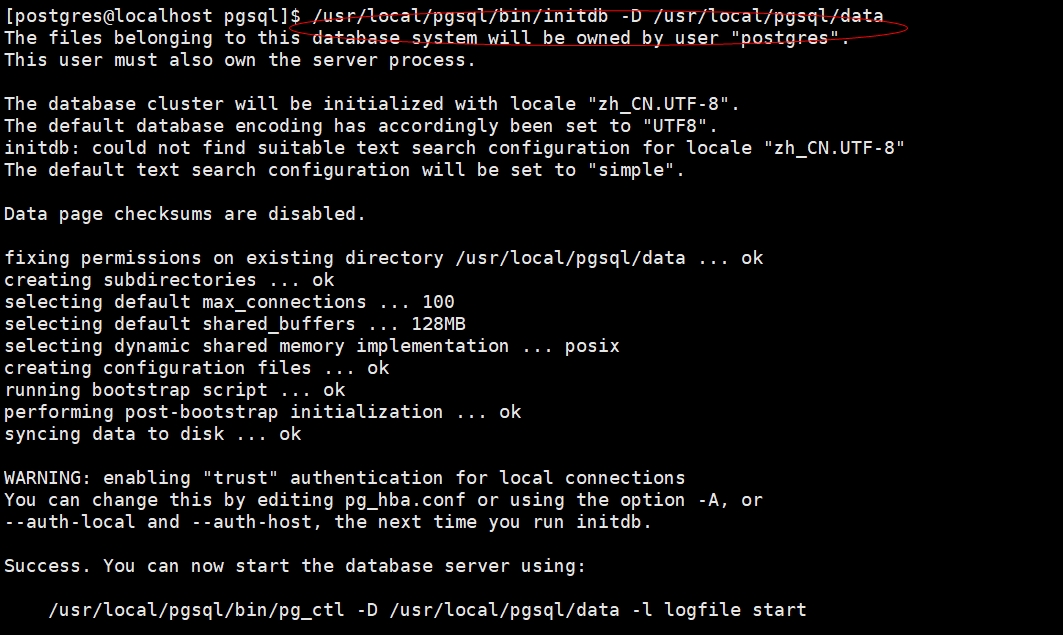 [postgres@localhost pgsql]$ /usr/local/pgsql/bin/initdb -D /usr/local/pgsql/data
The files belonging to this database system will be owned by user "postgres".
This user must also own the server process.
The database cluster will be initialized with locale "zh_CN.UTF-8".
The default database encoding has accordingly been set to "UTF8".
initdb: could not find suitable text search configuration for locale "zh_CN.UTF-8"
The default text search configuration will be set to "simple".
Data page checksums are disabled.
fixing permissions on existing directory /usr/local/pgsql/data ... ok
creating subdirectories ... ok
selecting default max_connections ... 100
selecting default shared_buffers ... 128MB
selecting dynamic shared memory implementation ... posix
creating configuration files ... ok
running bootstrap script ... ok
performing post-bootstrap initialization ... ok
syncing data to disk ... ok
WARNING: enabling "trust" authentication for local connections
You can change this by editing pg_hba.conf or using the option -A, or
--auth-local and --auth-host, the next time you run initdb.
Success. You can now start the database server using:
/usr/local/pgsql/bin/pg_ctl -D /usr/local/pgsql/data -l logfile start